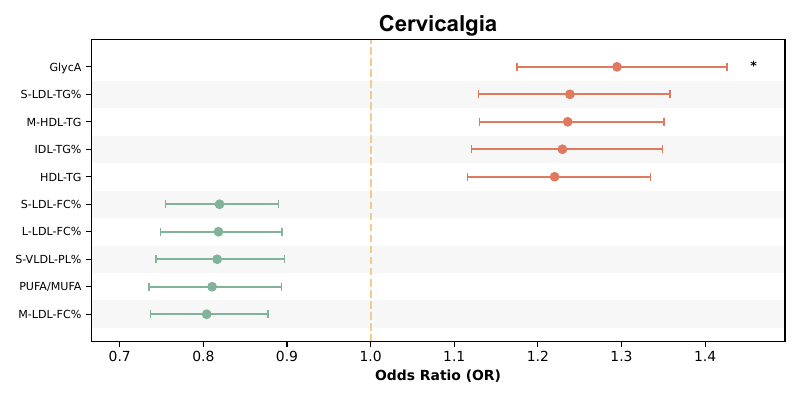 Cervicalgia
GlycA
*
S-LDL-TG%
M-HDL-TG
IDL-TG%
HDL-TG
S-LDL-FC%
L-LDL-FC%
S-VLDL-PL%
PUFA/MUFA
M-LDL-FC%
0.7 0.8 0.9 1.0 1.1 1.2 1.3 1.4
Odds Ratio (OR)